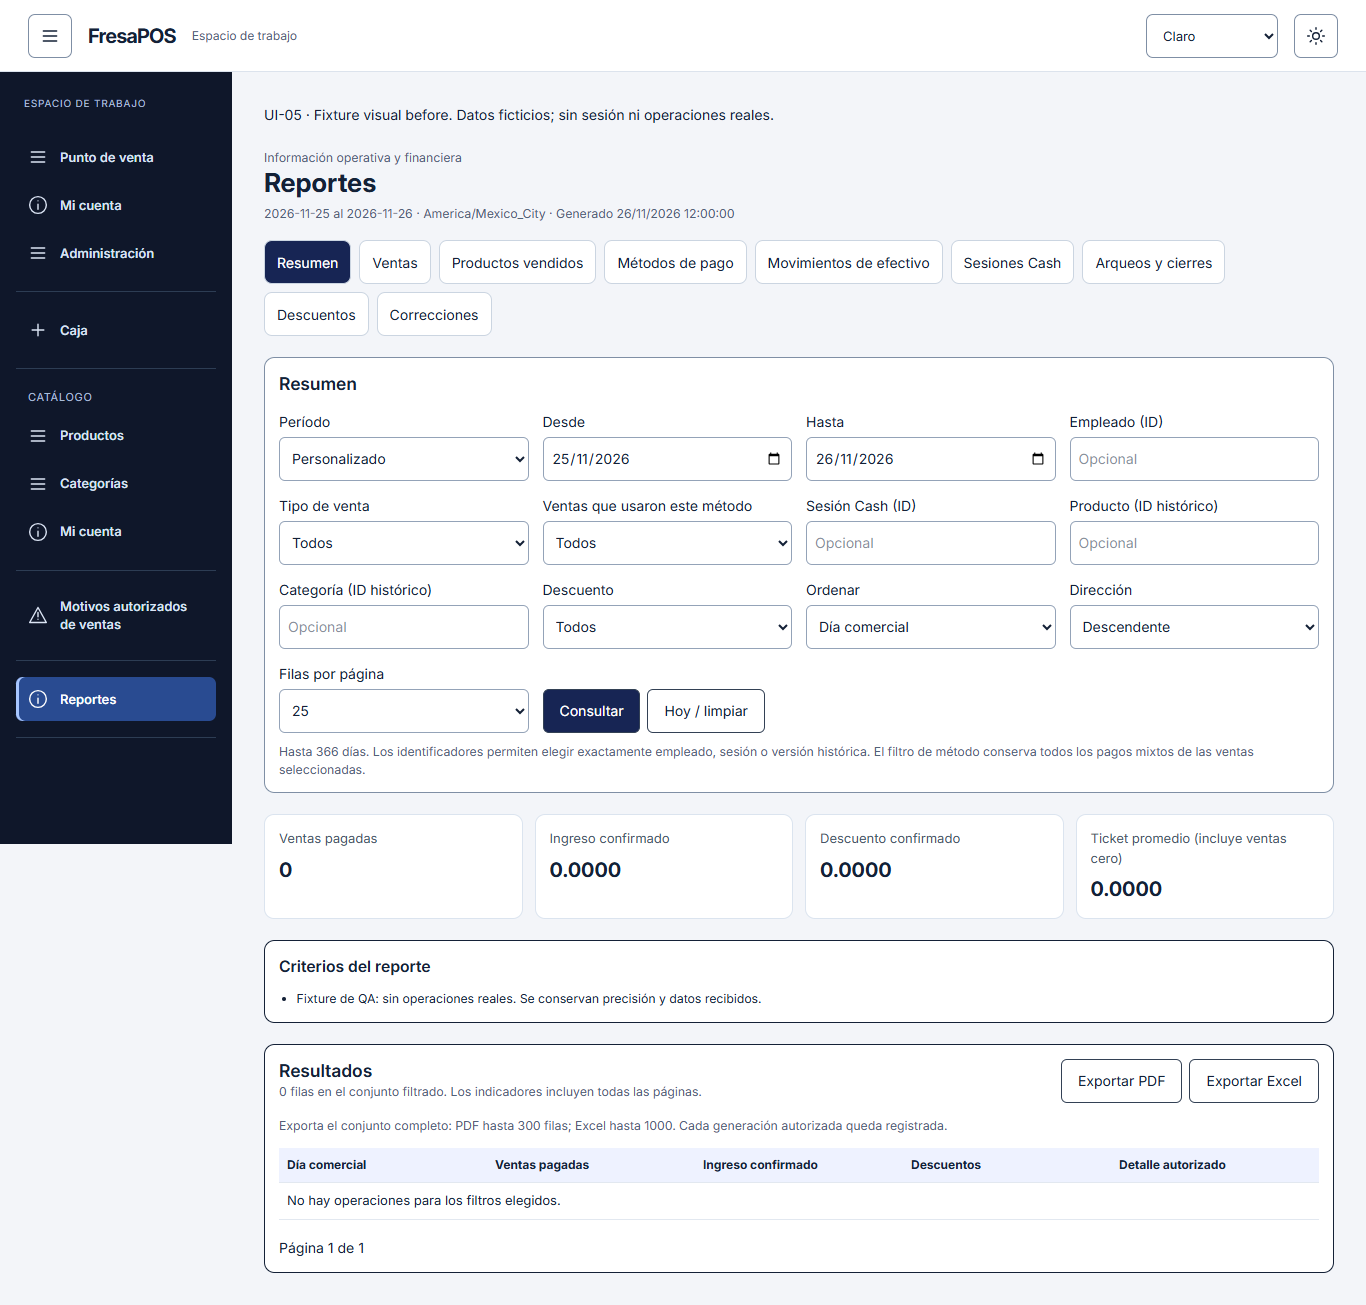 FresaPOS
Espacio de trabajo
Claro
ESPACIO DE TRABAJO
Punto de venta
Mi cuenta
Administración
Caja
CATÁLOGO
Productos
Categorías
Mi cuenta
Motivos autorizados
de ventas
Reportes
UI-05 · Fixture visual before. Datos ficticios; sin sesión ni operaciones reales.
Información operativa y financiera
Reportes
2026-11-25 al 2026-11-26 · America/Mexico_City · Generado 26/11/2026 12:00:00
Resumen
Ventas
Productos vendidos
Métodos de pago
Movimientos de efectivo
Sesiones Cash
Arqueos y cierres
Descuentos
Correcciones
Resumen
Período
Desde
Hasta
Empleado (ID)
Personalizado
25/11/2026
26/11/2026
Opcional
Tipo de venta
Ventas que usaron este método
Sesión Cash (ID)
Producto (ID histórico)
Todos
Todos
Opcional
Opcional
Categoría (ID histórico)
Descuento
Ordenar
Dirección
Opcional
Todos
Día comercial
Descendente
Filas por página
25
Consultar
Hoy / limpiar
Hasta 366 días. Los identificadores permiten elegir exactamente empleado, sesión o versión histórica. El filtro de método conserva todos los pagos mixtos de las ventas
seleccionadas.
Ventas pagadas
0
Ingreso confirmado
0.0000
Descuento confirmado
0.0000
Ticket promedio (incluye ventas
cero)
0.0000
Criterios del reporte
• Fixture de QA: sin operaciones reales. Se conservan precisión y datos recibidos.
Resultados
0 filas en el conjunto filtrado. Los indicadores incluyen todas las páginas.
Exportar PDF
Exportar Excel
Exporta el conjunto completo: PDF hasta 300 filas; Excel hasta 1000. Cada generación autorizada queda registrada.
Día comercial
Ventas pagadas
Ingreso confirmado
Descuentos
Detalle autorizado
No hay operaciones para los filtros elegidos.
Página 1 de 1